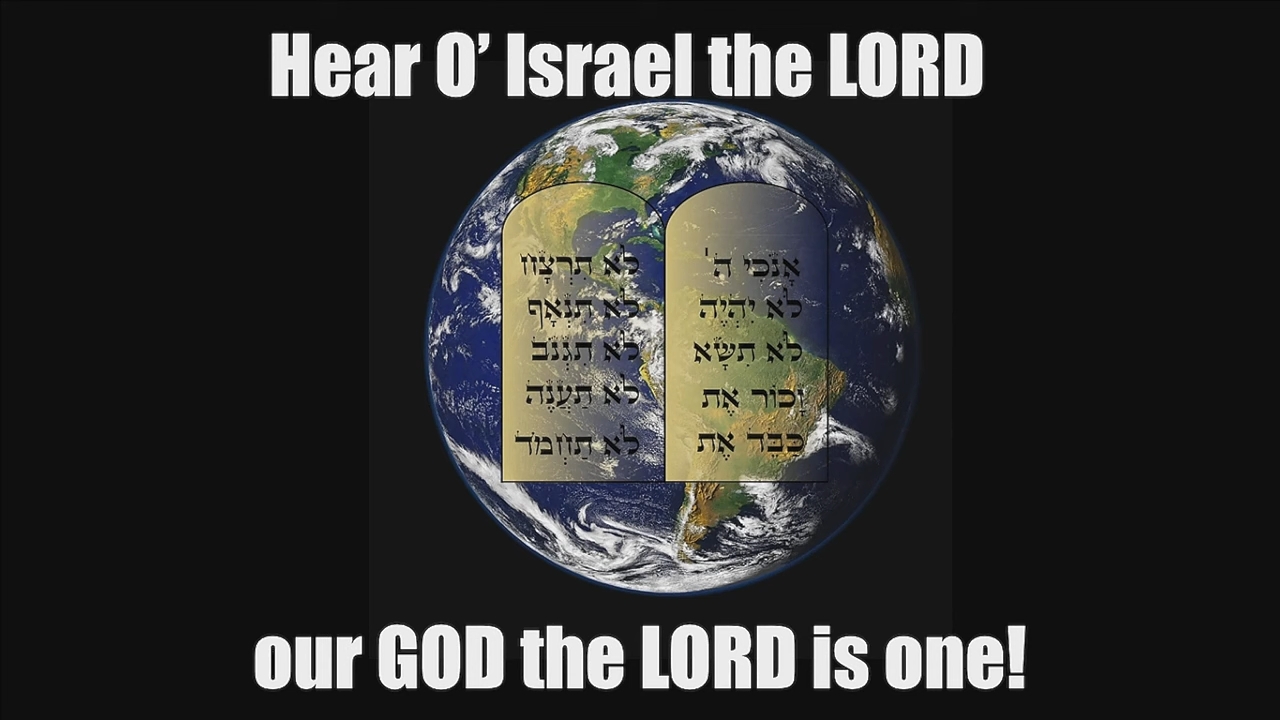 Hear O’ Israel the LORD
אָנֹכִי ה'
לֹא יִהְיֶה
לֹא תִשָּׂא
זָכוֹר אֶת
כַּבֵּד אֶת
לֹא תִרְצָח
לֹא תִנְאָף
לֹא תִגְנֹב
לֹא תַעֲנֶה
לֹא תַחְמֹד
our GOD the LORD is one!